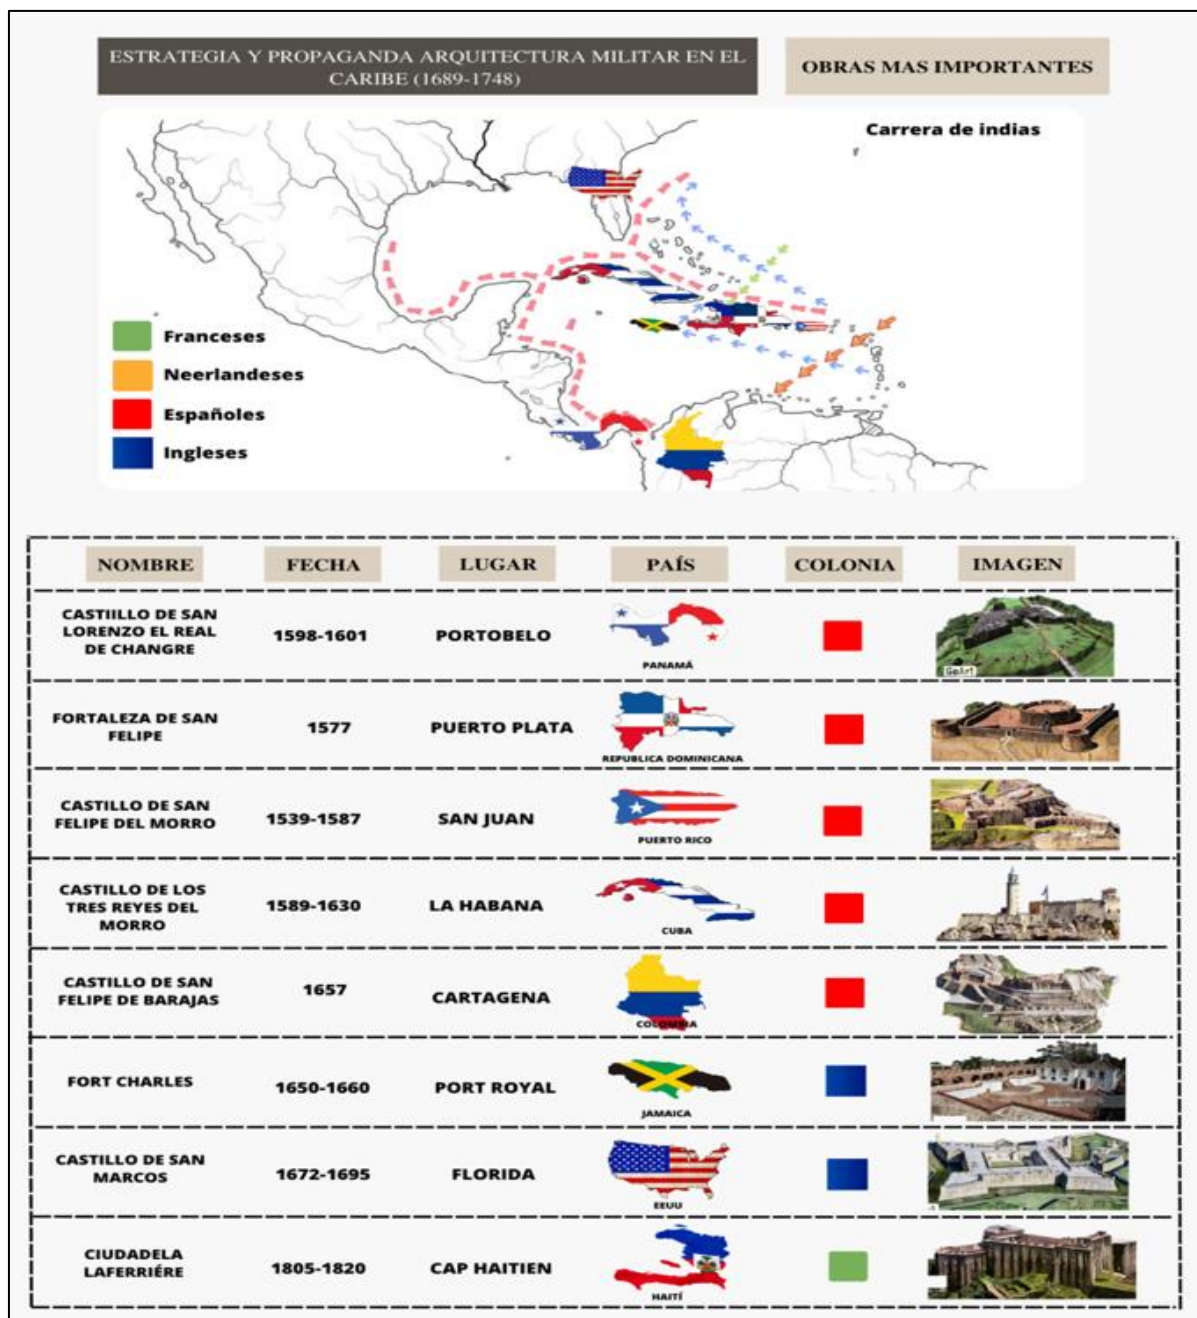 ESTRATEGIA Y PROPAGANDA ARQUITECTURA MILITAR EN EL
CARIBE (1689-1748)
OBRAS MAS IMPORTANTES
Carrera de indias
Franceses
Neerlandeses
Españoles
Ingleses
NOMBRE FECHA LUGAR PAÍS COLONIA IMAGEN
CASTIILLO DE SAN
LORENZO EL REAL
DE CHANGRE
1598-1601
PORTOBELO
PANAMÁ
GoArt
FORTALEZA DE SAN
FELIPE
1577
PUERTO PLATA
REPUBLICA DOMINICANA
CASTILLO DE SAN
FELIPE DEL MORRO
1539-1587
SAN JUAN
PUERTO RICO
CASTILLO DE LOS
TRES REYES DEL
MORRO
1589-1630
LA HABANA
CUBA
CASTILLO DE SAN
FELIPE DE BARAJAS
1657
CARTAGENA
COLOMBIA
FORT CHARLES
1650-1660
PORT ROYAL
JAMAICA
CASTILLO DE SAN
MARCOS
1672-1695
FLORIDA
EEUU
CIUDADELA
LAFERRIÉRE
1805-1820
CAP HAITIEN
HAITÍ